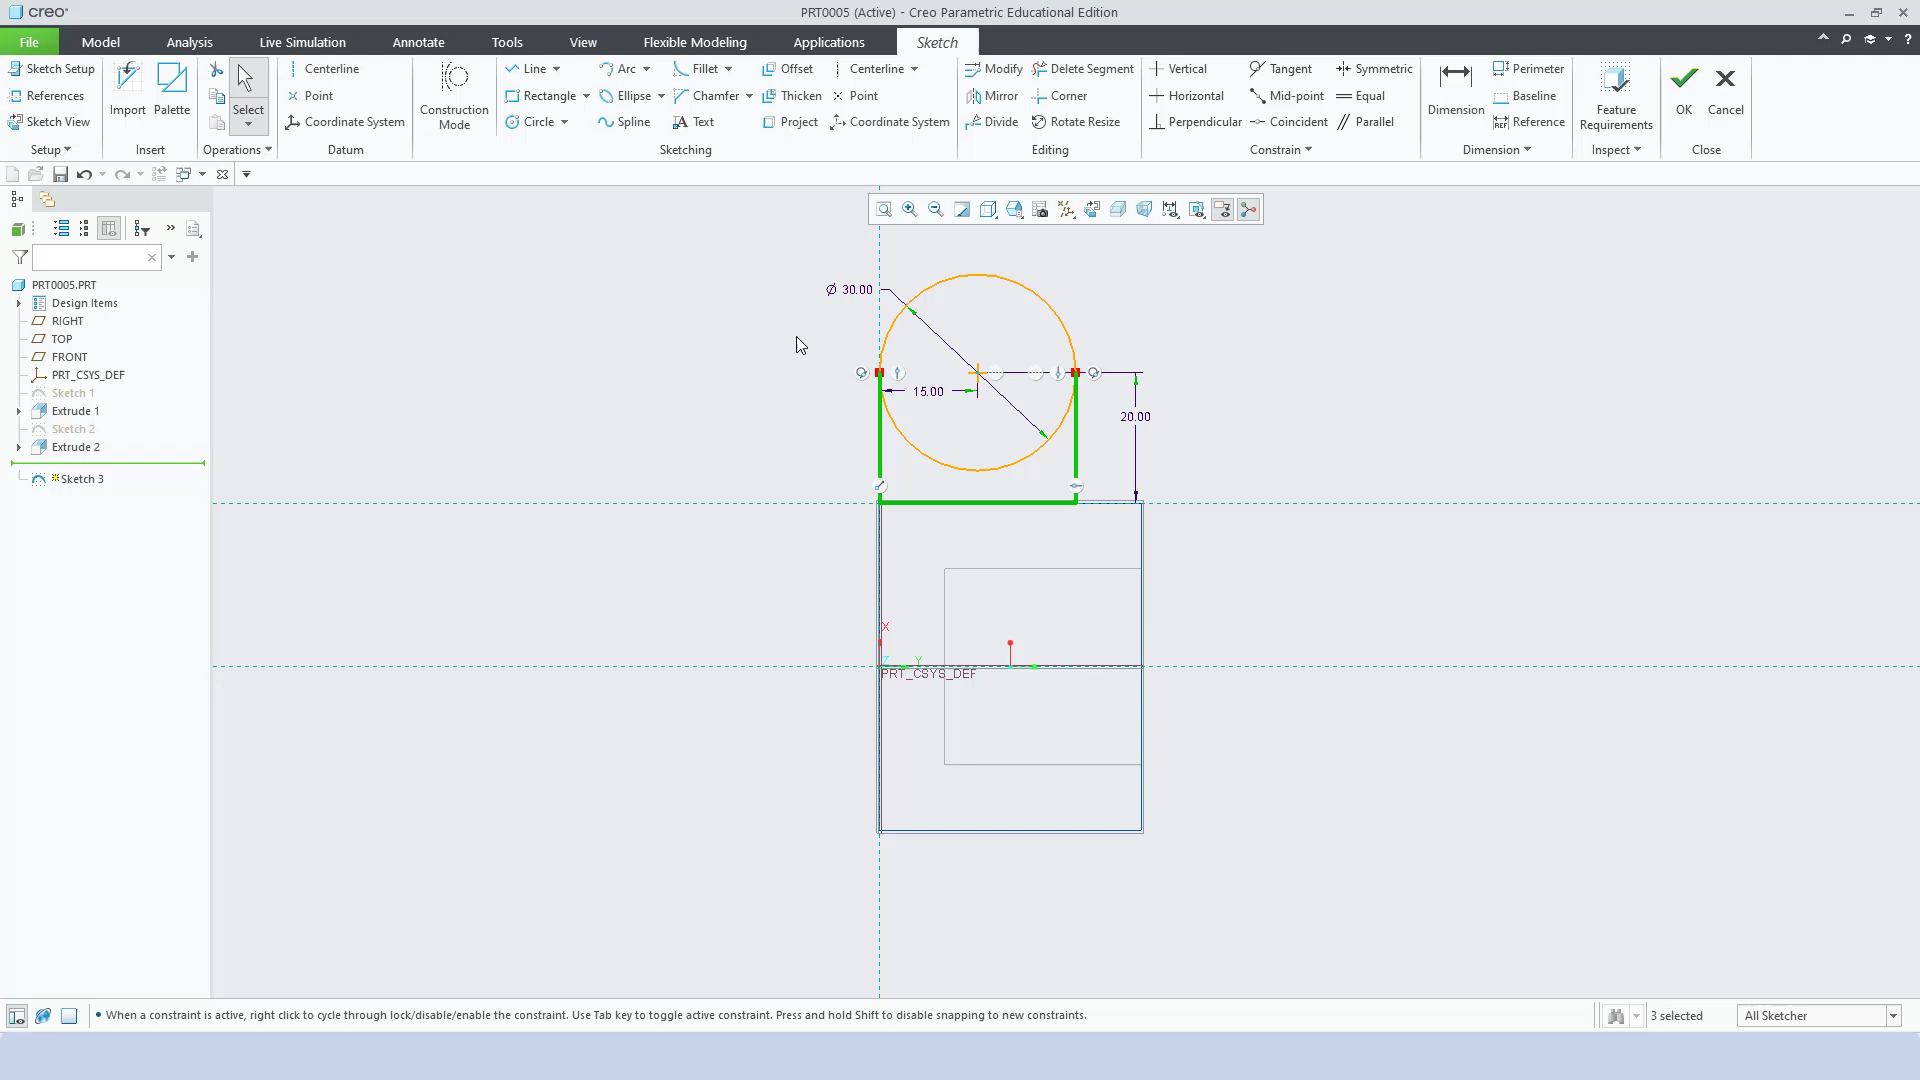 creo
PRT0005 (Active) - Creo Parametric Educational Edition
File Model Analysis Live Simulation Annotate Tools View Flexible Modeling Applications Sketch
Sketch Setup
References
Sketch View
Setup
Import
Palette
Insert
Select
Operations
Centerline
Point
Coordinate System
Datum
Construction
Mode
Line Arc Fillet Offset Centerline
Rectangle Ellipse Chamfer Thicken Point
Circle Spline Text Project Coordinate System
Sketching
Modify Delete Segment
Mirror Corner
Divide Rotate Resize
Editing
Vertical Tangent Symmetric
Horizontal Mid-point Equal
Perpendicular Coincident Parallel
Constrain
Dimension
Perimeter
Baseline
REF Reference
Dimension
Feature
Requirements
Inspect
OK
Cancel
Close
PRT0005.PRT
Design Items
RIGHT
TOP
FRONT
PRT_CSYS_DEF
Sketch 1
Extrude 1
Sketch 2
Extrude 2
Sketch 3
Ø 30.00
15.00
20.00
X
Z Y
PRT_CSYS_DEF
• When a constraint is active, right click to cycle through lock/disable/enable the constraint. Use Tab key to toggle active constraint. Press and hold Shift to disable snapping to new constraints.
3 selected
All Sketcher